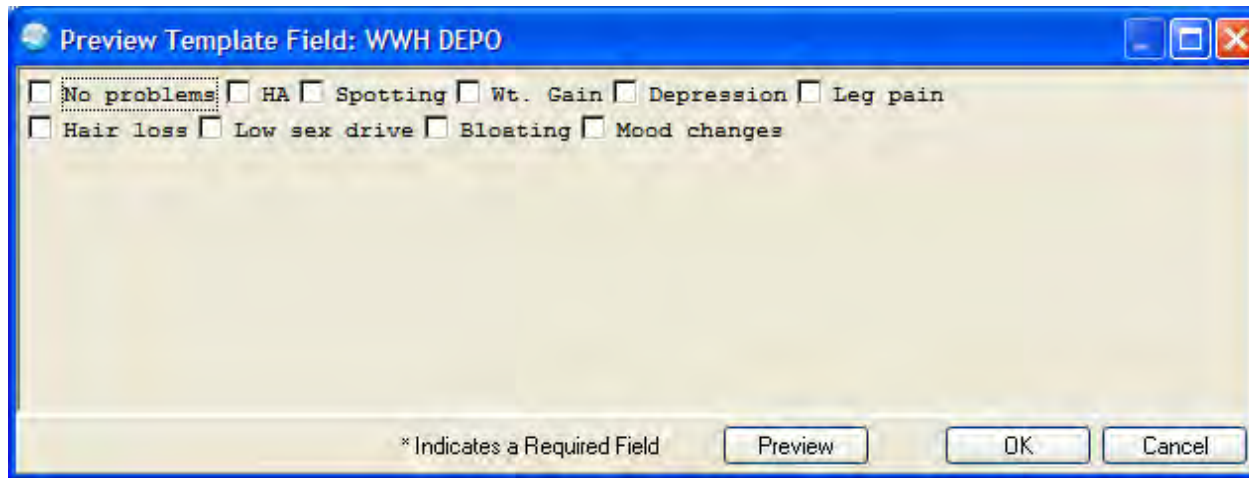 Preview Template Field: WWH DEPO
No problems HA Spotting Wt. Gain Depression Leg pain
Hair loss Low sex drive Bloating Mood changes
* Indicates a Required Field Preview OK Cancel